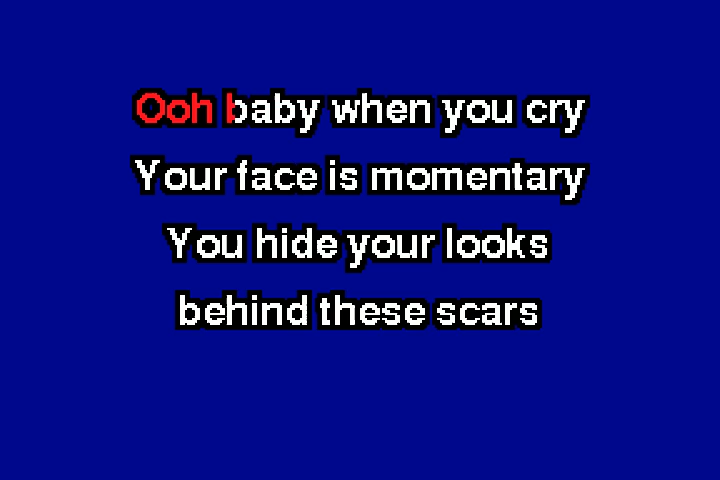 Ooh baby when you cry
Your face is momentary
You hide your looks
behind these scars